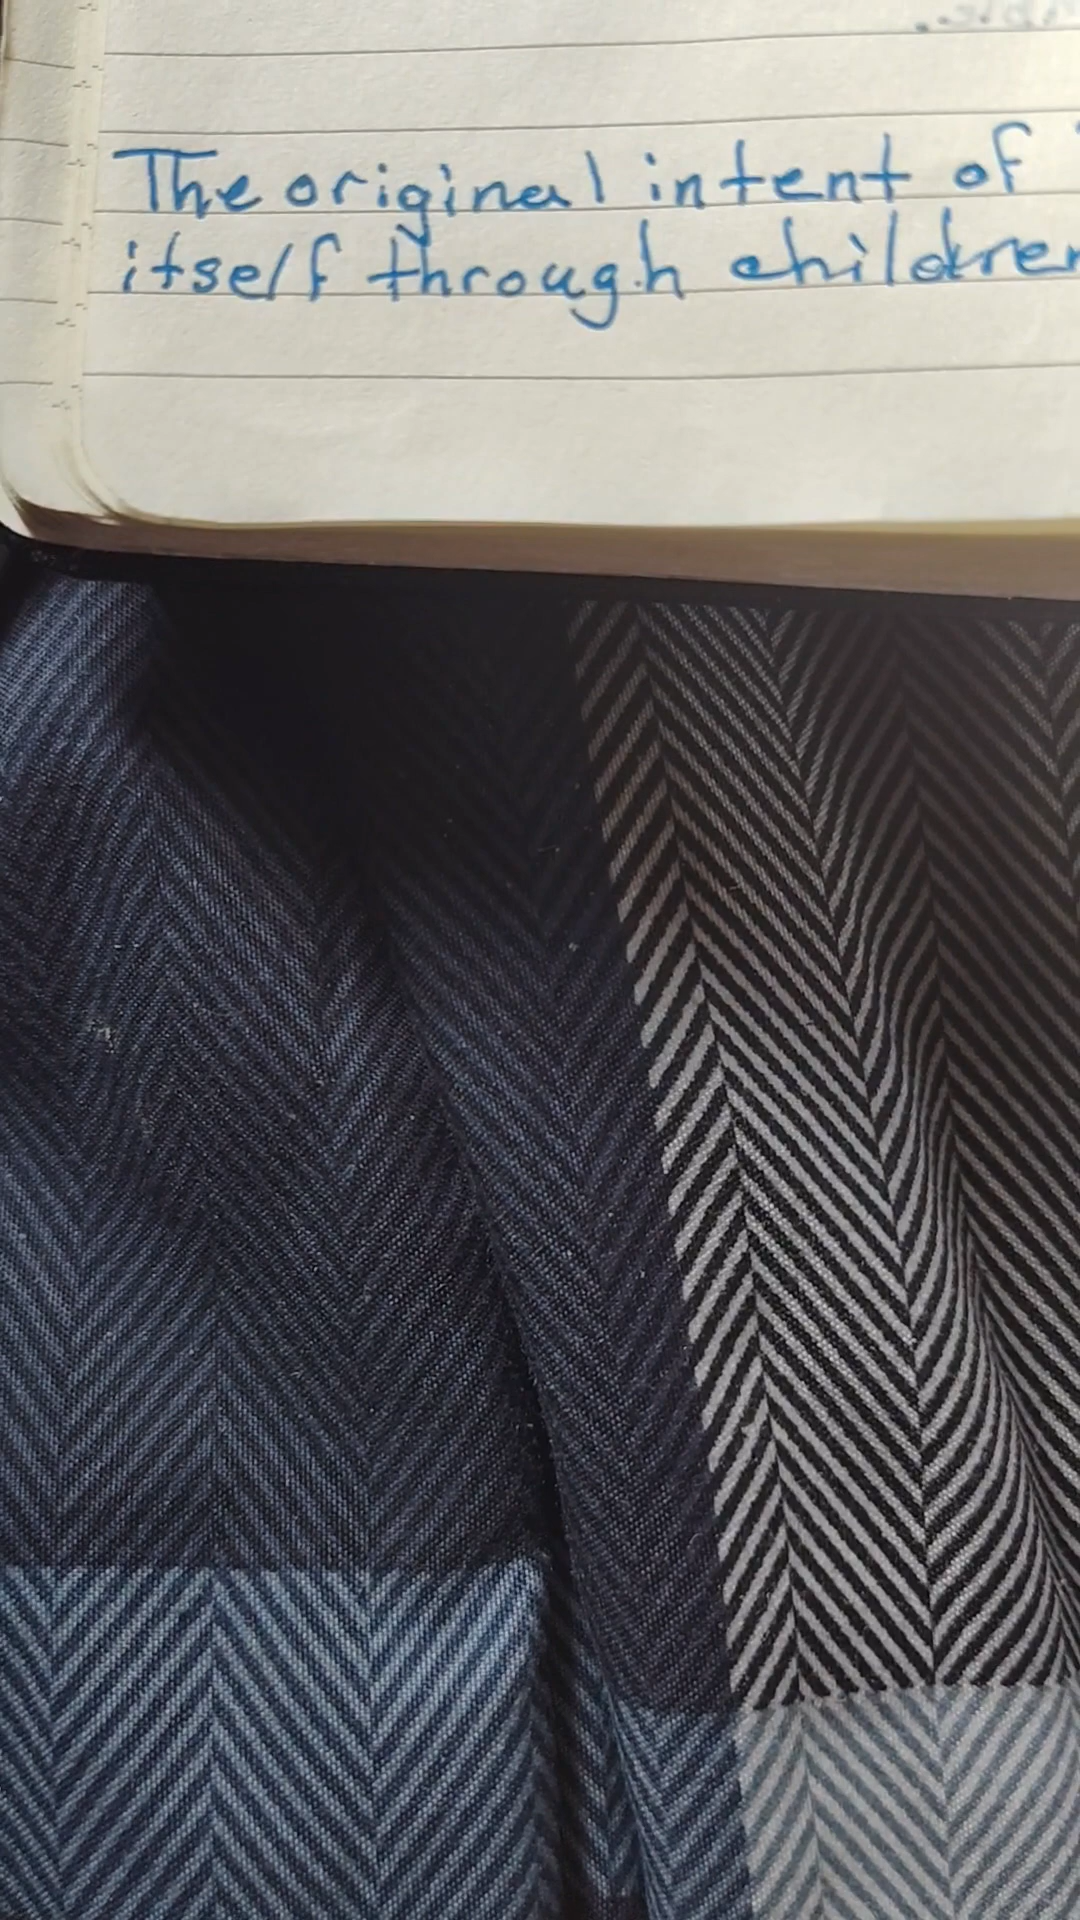 The original intent of
itself through children